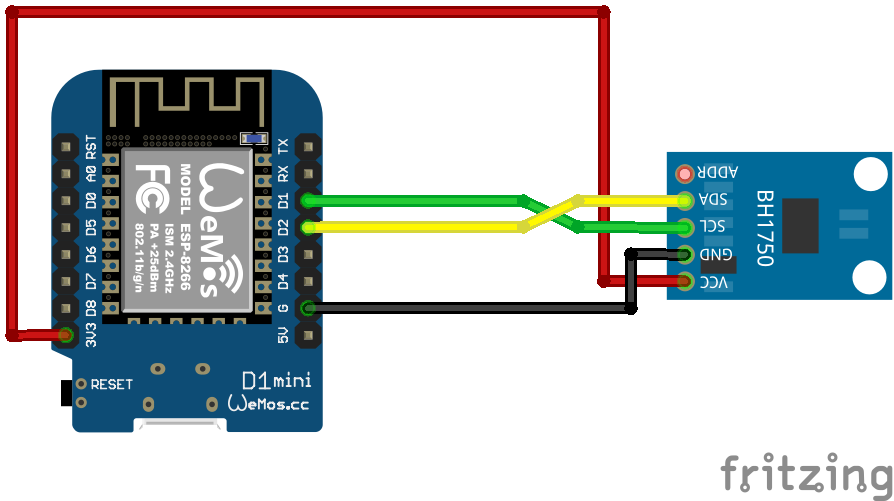 RST
A0
D0
D5
D6
D7
D8
3V3
TX
RX
D1
D2
D3
D4
G
5V
WeMos
MODEL ESP-8266
ISM 2.4GHz
PA +25dBm
802.11b/g/n
FC
RESET
D1mini
WeMos.cc
ADDR
SDA
SCL
GND
VCC
BH1750
fritzing